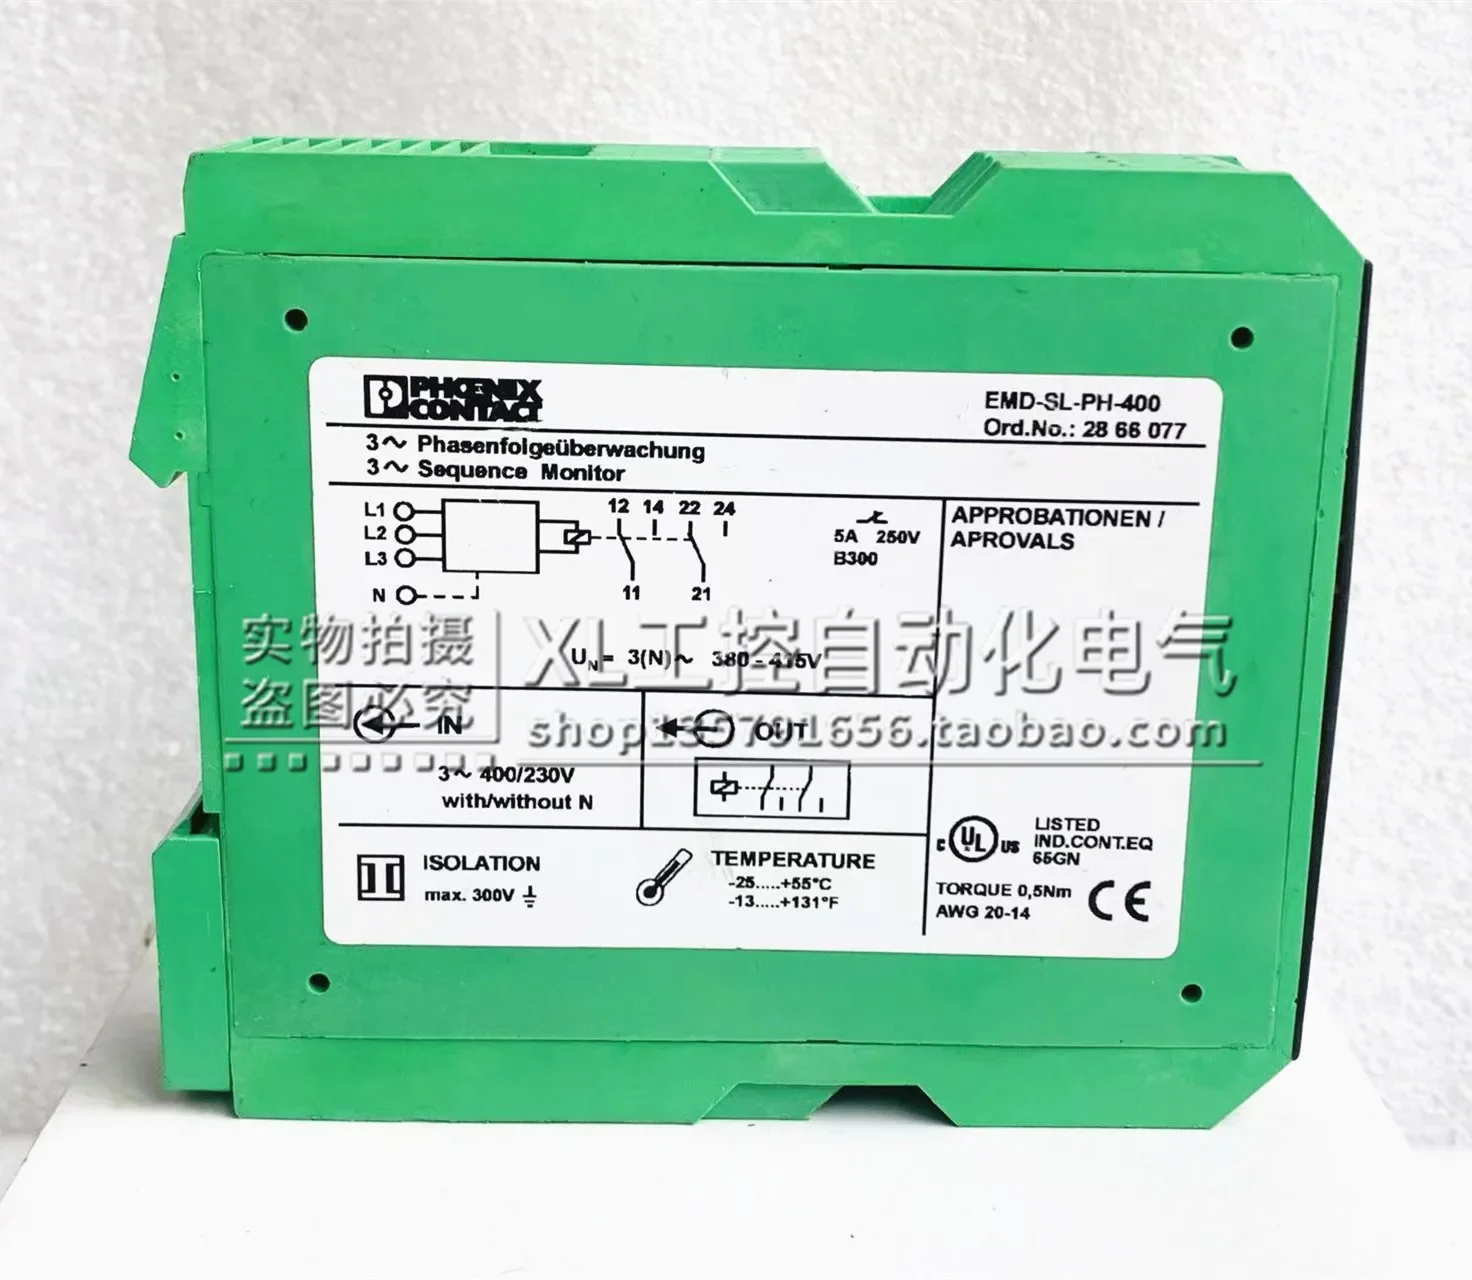 PHŒNIX
CONTACT
EMD-SL-PH-400
Ord.No.: 28 66 077
3∿ Phasenfolgeüberwachung
3∿ Sequence Monitor
L1
L2
L3
N
12 14 22 24
11 21
5A 250V
B300
APPROBATIONEN /
APROVALS
UN= 3(N)∿ 380-415V
实物拍摄
盗图必究
XL工控自动化电气
shop135791656.taobao.com
IN
OUT
3∿ 400/230V
with/without N
ISOLATION
max. 300V
TEMPERATURE
-25.....+55°C
-13.....+131°F
C UL US
LISTED
IND.CONT.EQ
65GN
TORQUE 0,5Nm
AWG 20-14
CE